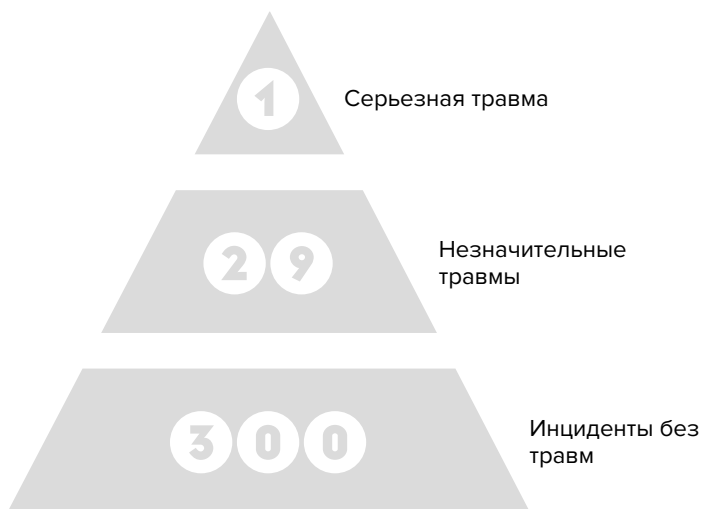 1
Серьезная травма
29
Незначительные
травмы
300
Инциденты без
травм